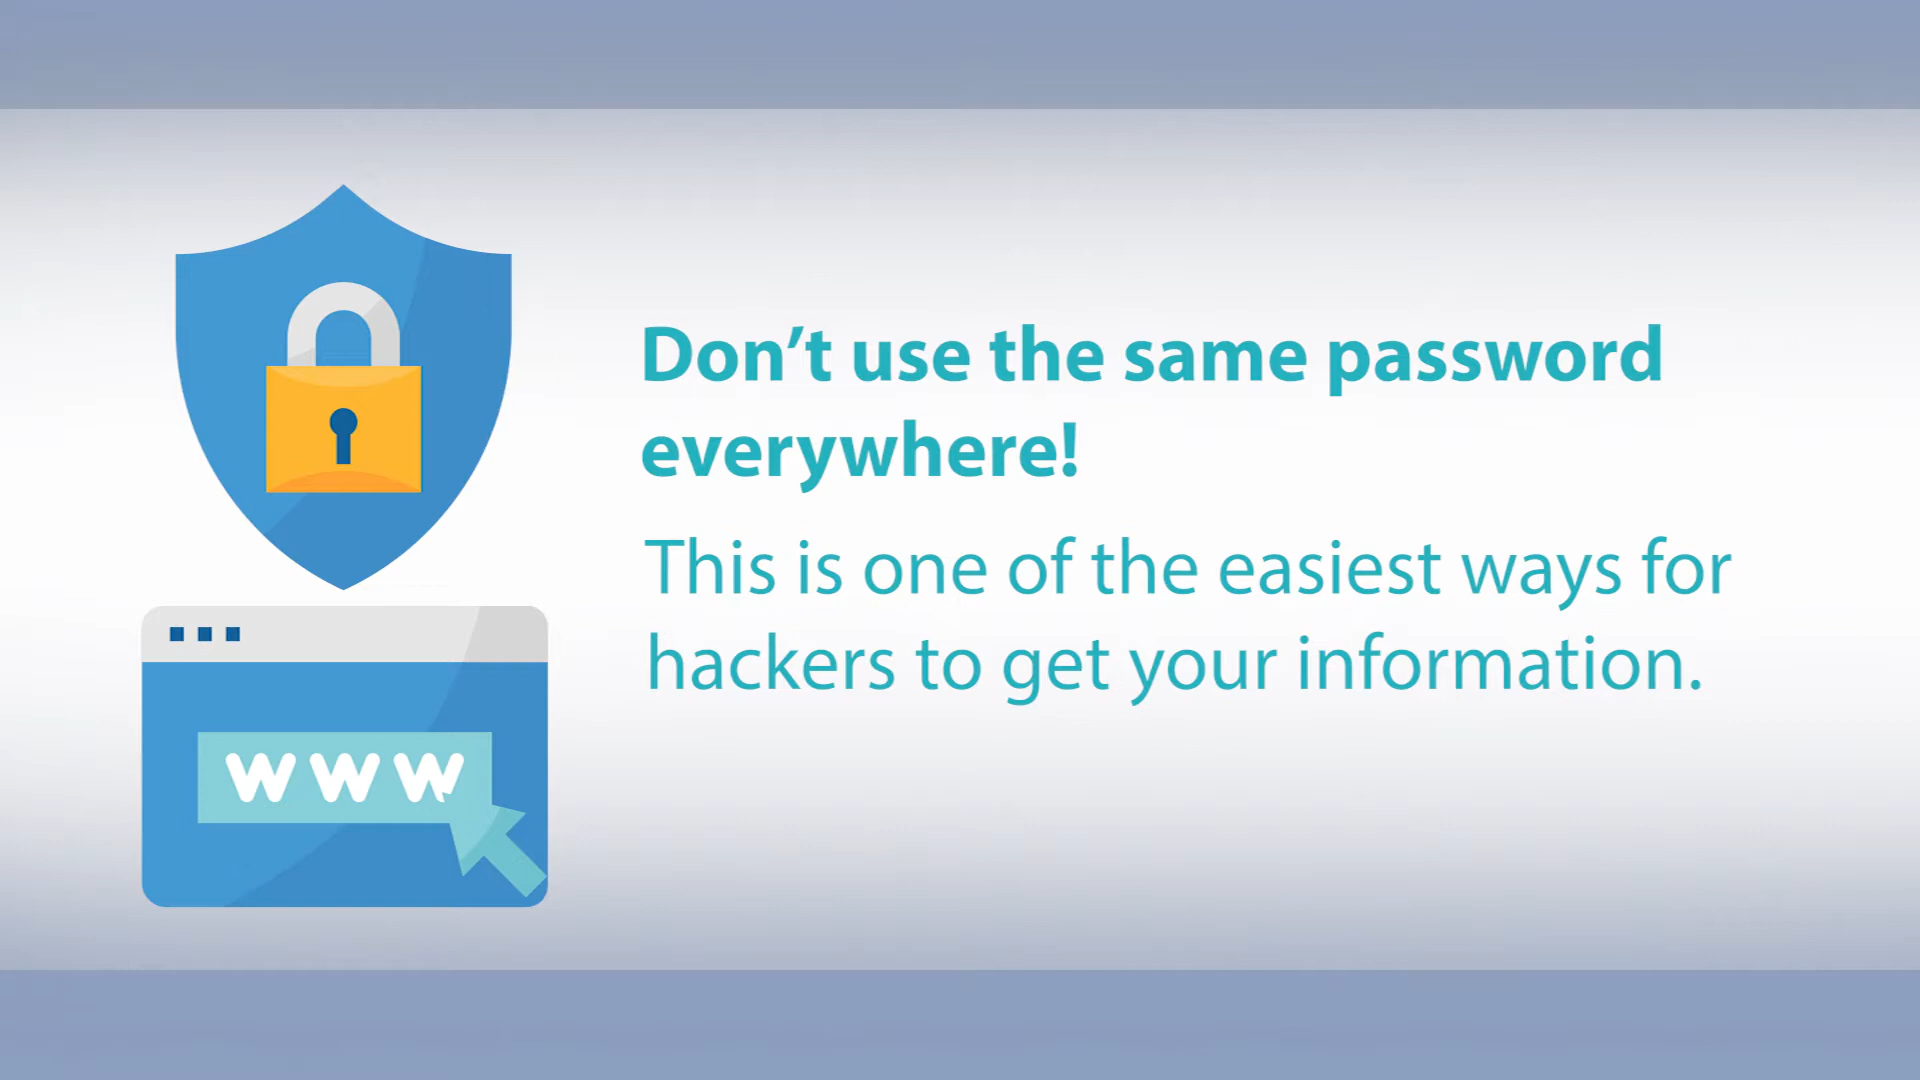 Don’t use the same password
everywhere!
This is one of the easiest ways for
hackers to get your information.
www